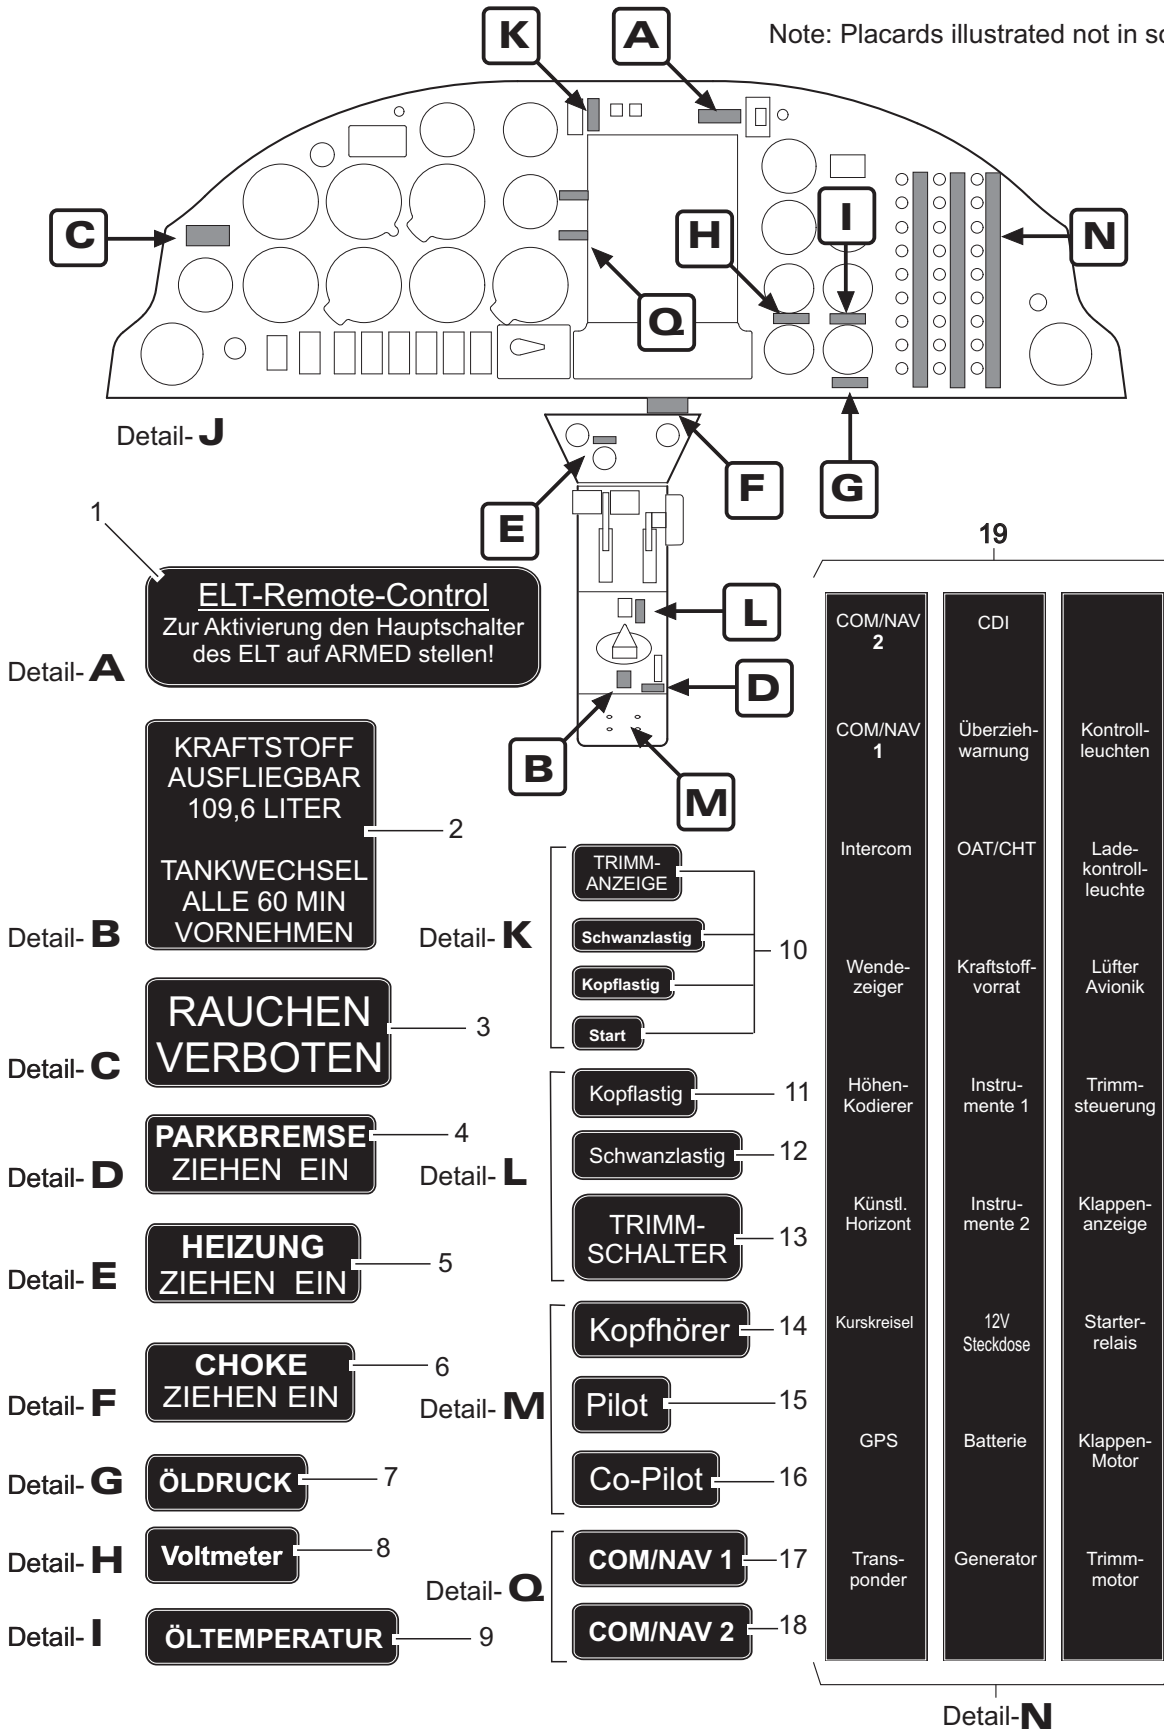 K
A
Note: Placards illustrated not in
C
H
I
N
Q
Detail-J
F
G
E
L
D
B
M
1
ELT-Remote-Control
Zur Aktivierung den Hauptschalter
des ELT auf ARMED stellen!
Detail-A
KRAFTSTOFF
AUSFLIEGBAR
109,6 LITER
TANKWECHSEL
ALLE 60 MIN
VORNEHMEN
2
Detail-B
RAUCHEN
VERBOTEN
3
Detail-C
PARKBREMSE
ZIEHEN EIN
4
Detail-D
HEIZUNG
ZIEHEN EIN
5
Detail-E
CHOKE
ZIEHEN EIN
6
Detail-F
ÖLDRUCK
7
Detail-G
Voltmeter
8
Detail-H
ÖLTEMPERATUR
9
Detail-I
TRIMM-
ANZEIGE
Schwanzlastig
Kopflastig
Start
10
Detail-K
Kopflastig
11
Schwanzlastig
12
TRIMM-
SCHALTER
13
Detail-L
Kopfhörer
14
Pilot
15
Co-Pilot
16
Detail-M
COM/NAV 1
17
COM/NAV 2
18
Detail-Q
19
COM/NAV
2
COM/NAV
1
Intercom
Wende-
zeiger
Höhen-
Kodierer
Künstl.
Horizont
Kurskreisel
GPS
Trans-
ponder
CDI
Überzieh-
warnung
OAT/CHT
Kraftstoff-
vorrat
Instru-
mente 1
Instru-
mente 2
12V
Steckdose
Batterie
Generator
Kontroll-
leuchten
Lade-
kontroll-
leuchte
Lüfter
Avionik
Trimm-
steuerung
Klappen-
anzeige
Starter-
relais
Klappen-
Motor
Trimm-
motor
Detail-N